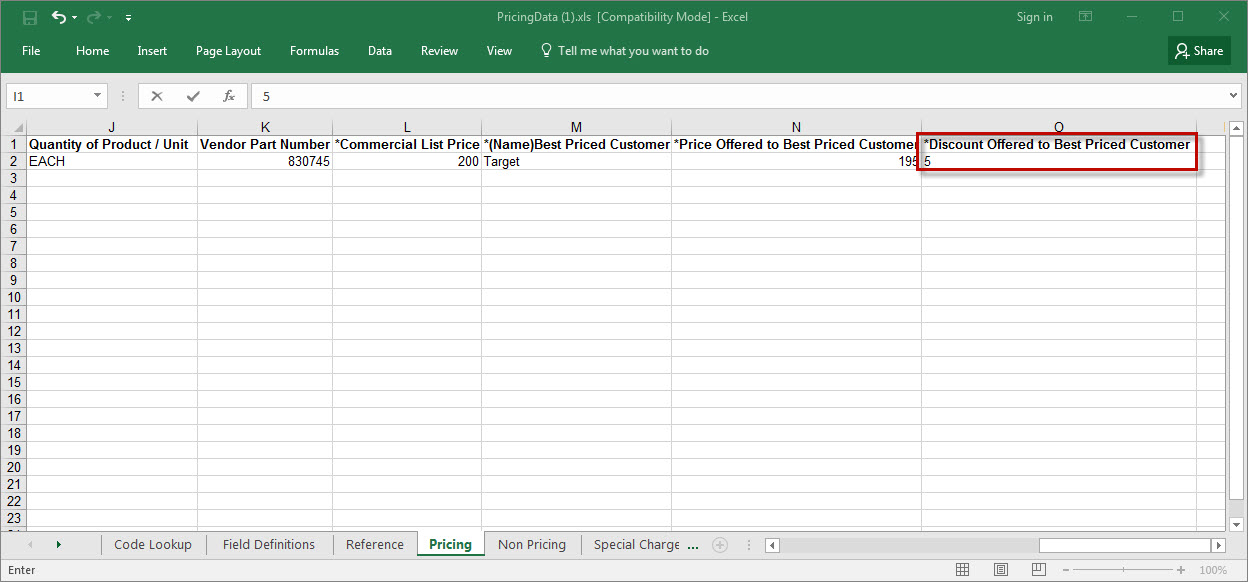 PricingData (1).xls [Compatibility Mode] - Excel
Sign in
File Home Insert Page Layout Formulas Data Review View Tell me what you want to do Share
I1 fx 5
J K L M N O
1 Quantity of Product / Unit Vendor Part Number *Commercial List Price *(Name)Best Priced Customer *Price Offered to Best Priced Customer *Discount Offered to Best Priced Customer
2 EACH 830745 200 Target 195 5
3
4
5
6
7
8
9
10
11
12
13
14
15
16
17
18
19
20
21
22
23
Code Lookup Field Definitions Reference Pricing Non Pricing Special Charge ...
Enter 100%